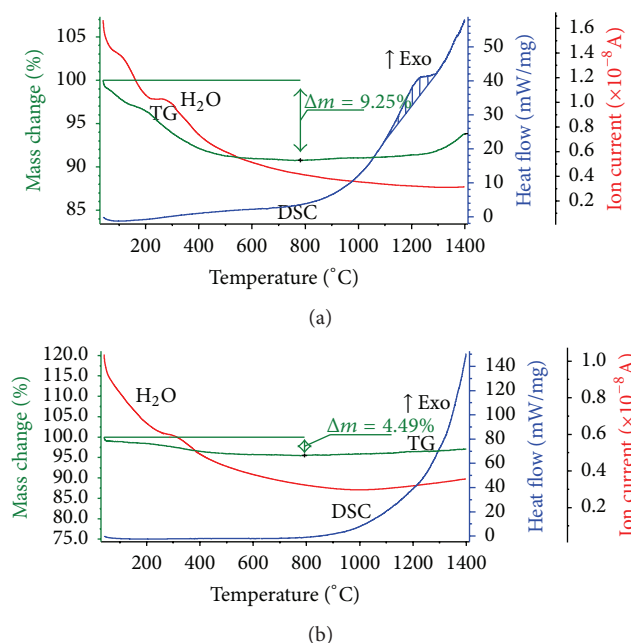 105
100
95
90
85
Mass change (%)
TG
H2O
Δm = 9.25%
↑ Exo
DSC
50
40
30
20
10
0
Heat flow (mW/mg)
1.6
1.4
1.2
1.0
0.8
0.6
0.4
0.2
Ion current (×10⁻⁸ A)
200 400 600 800 1000 1200 1400
Temperature (˚C)
(a)
120.0
115.0
110.0
105.0
100.0
95.0
90.0
85.0
80.0
75.0
Mass change (%)
H2O
↑ Exo
Δm = 4.49%
TG
DSC
140
120
100
80
60
40
20
0
Heat flow (mW/mg)
1.0
0.8
0.6
0.4
0.2
Ion current (×10⁻⁸ A)
200 400 600 800 1000 1200 1400
Temperature (˚C)
(b)